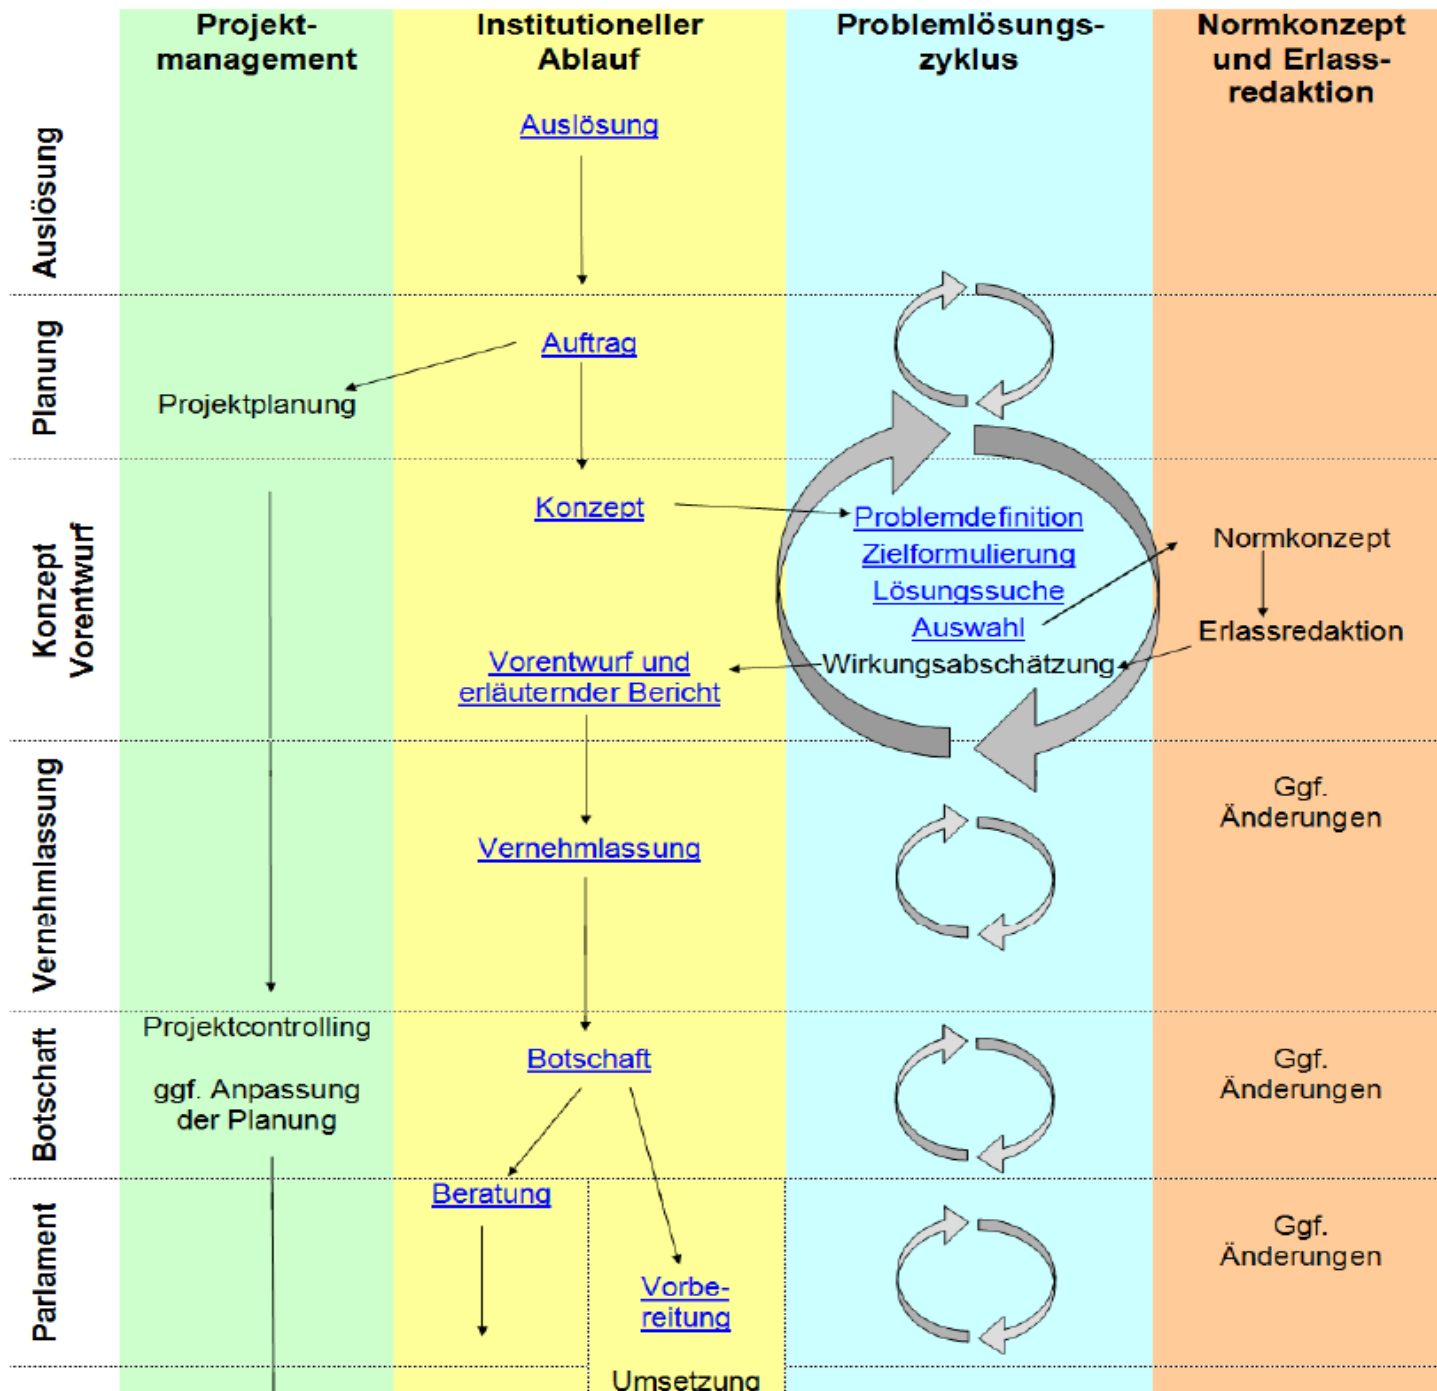 Projekt-
management
Institutioneller
Ablauf
Problemlösungs-
zyklus
Normkonzept
und Erlass-
redaktion
Auslösung
Auslösung
Planung
Auftrag
Projektplanung
Konzept
Vorentwurf
Konzept
Problemdefinition
Zielformulierung
Lösungssuche
Auswahl
Wirkungsabschätzung
Normkonzept
Erlassredaktion
Vorentwurf und
erläuternder Bericht
Vernehmlassung
Vernehmlassung
Ggf.
Änderungen
Botschaft
Projektcontrolling
ggf. Anpassung
der Planung
Botschaft
Ggf.
Änderungen
Parlament
Beratung
Vorbe-
reitung
Ggf.
Änderungen
Umsetzung